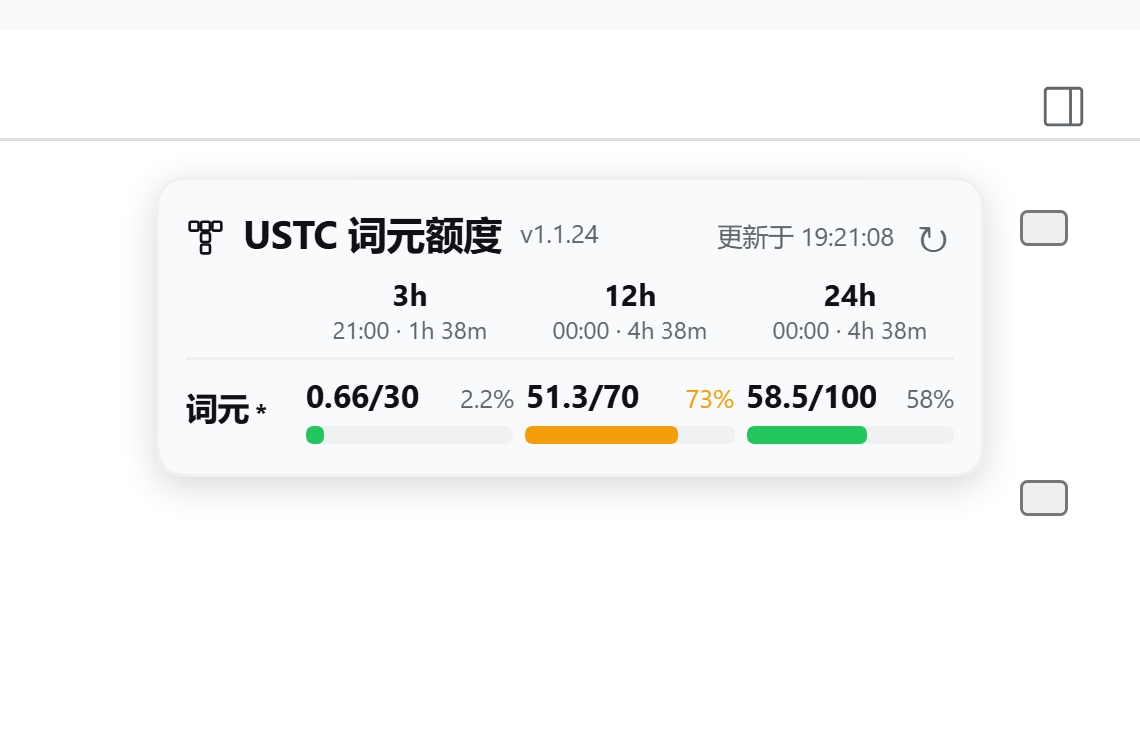 USTC 词元额度 v1.1.24 更新于 19:21:08
3h 12h 24h
21:00 · 1h 38m 00:00 · 4h 38m 00:00 · 4h 38m
词元 * 0.66/30 2.2% 51.3/70 73% 58.5/100 58%